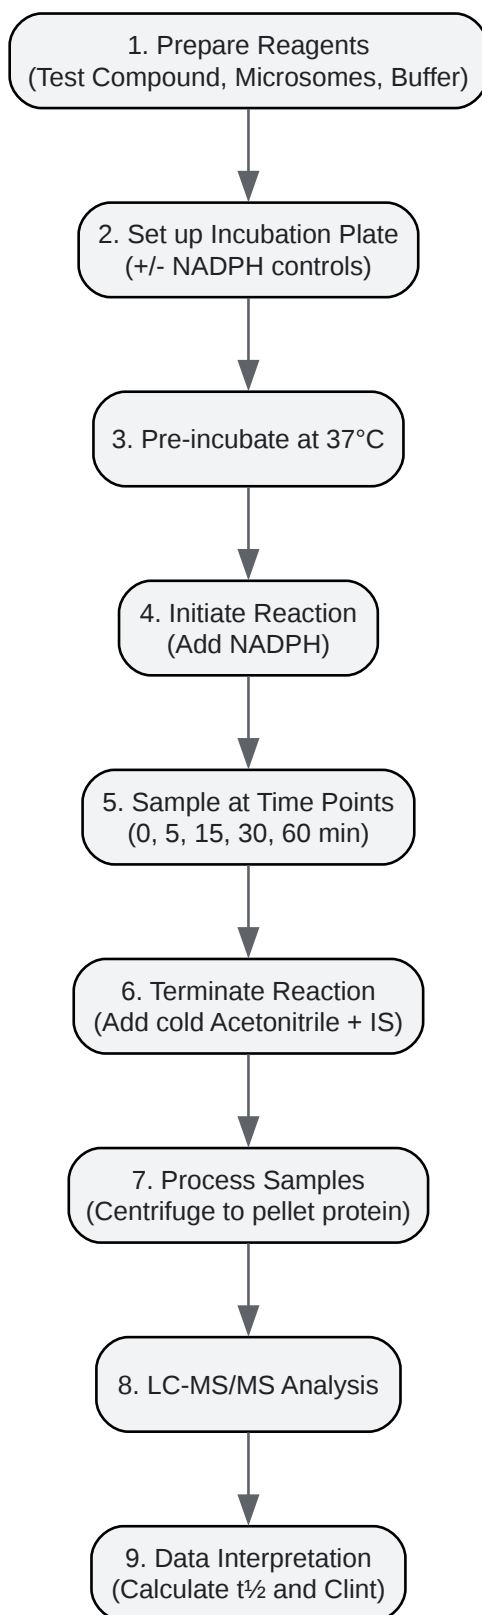 1. Prepare Reagents
(Test Compound, Microsomes, Buffer)
2. Set up Incubation Plate
(+/- NADPH controls)
3. Pre-incubate at 37°C
4. Initiate Reaction
(Add NADPH)
5. Sample at Time Points
(0, 5, 15, 30, 60 min)
6. Terminate Reaction
(Add cold Acetonitrile + IS)
7. Process Samples
(Centrifuge to pellet protein)
8. LC-MS/MS Analysis
9. Data Interpretation
(Calculate t½ and Clint)